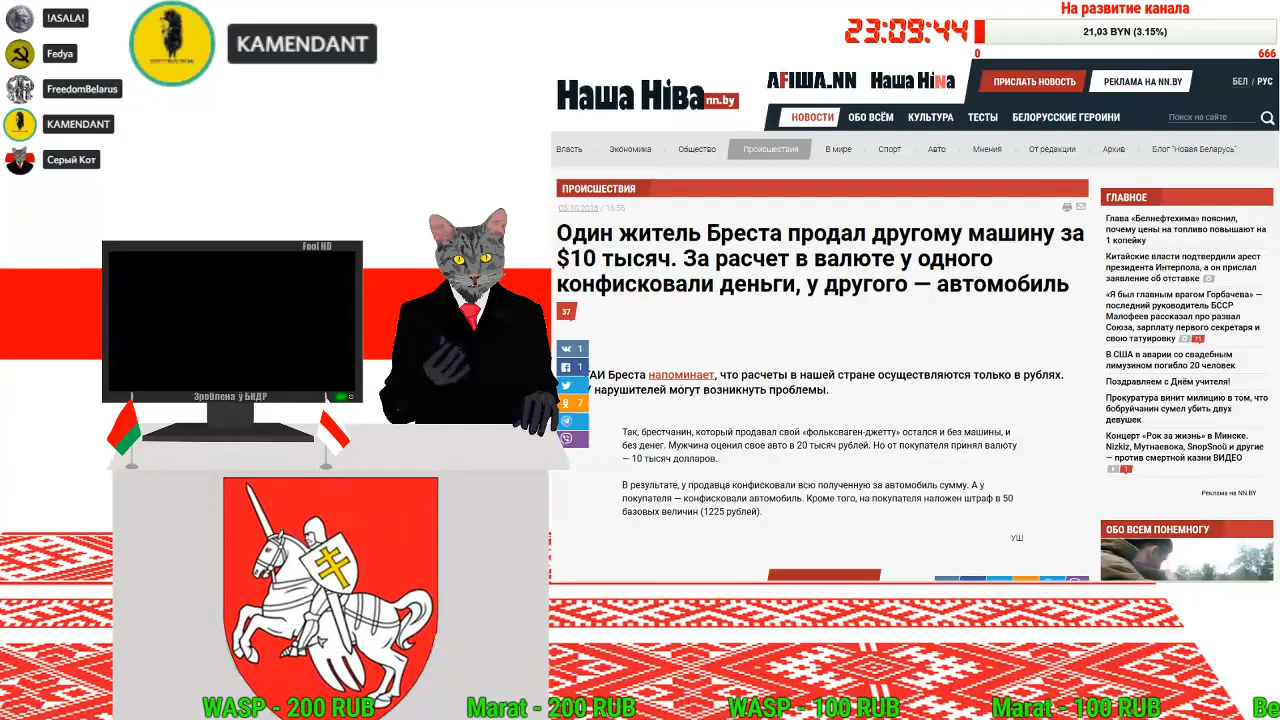 !ASALA!
Fedya
FreedomBelarus
KAMENDANT
Серый Кот
KAMENDANT
23:09:44
На развитие канала
21,03 BYN (3.15%)
0
666
Наша Ніва nn.by
AFIШA.NN
Наша НіNа
ПРИСЛАТЬ НОВОСТЬ
РЕКЛАМА НА NN.BY
БЕЛ / РУС
НОВОСТИ ОБО ВСЁМ КУЛЬТУРА ТЕСТЫ БЕЛОРУССКИЕ ГЕРОИНИ
Поиск на сайте
Власть Экономика Общество Происшествия В мире Спорт Авто Мнения От редакции Архив Блог "Новая Беларусь"
ПРОИСШЕСТВИЯ
Один житель Бреста продал другому машину за
$10 тысяч. За расчет в валюте у одного
конфисковали деньги, у другого — автомобиль
37
1
1
7
ГАИ Бреста напоминает, что расчеты в нашей стране осуществляются только в рублях.
У нарушителей могут возникнуть проблемы.
Так, брестчанин, который продавал свой «фольксваген-джетту» остался и без машины, и
без денег. Мужчина оценил свое авто в 20 тысяч рублей. Но от покупателя принял валюту
— 10 тысяч долларов.
В результате, у продавца конфисковали всю полученную за автомобиль сумму. А у
покупателя — конфисковали автомобиль. Кроме того, на покупателя наложен штраф в 50
базовых величин (1225 рублей).
УШ
ГЛАВНОЕ
Глава «Белнефтехима» пояснил,
почему цены на топливо повышают на
1 копейку
Китайские власти подтвердили арест
президента Интерпола, а он прислал
заявление об отставке
«Я был главным врагом Горбачева» —
последний руководитель БССР
Малофеев рассказал про развал
Союза, зарплату первого секретаря и
свою татуировку 71
В США в аварии со свадебным
лимузином погибло 20 человек
Поздравляем с Днём учителя!
Прокуратура винит милицию в том, что
бобруйчанин сумел убить двух
девушек
Концерт «Рок за жизнь» в Минске.
Nizkiz, Мутнаевока, SnopSnoŭ и другие
– против смертной казни ВИДЕО
1
Реклама на NN.BY
ОБО ВСЕМ ПОНЕМНОГУ
Fool HD
Зроблена ў БНДР
WASP - 200 RUB Marat - 200 RUB WASP - 100 RUB Marat - 100 RUB Be